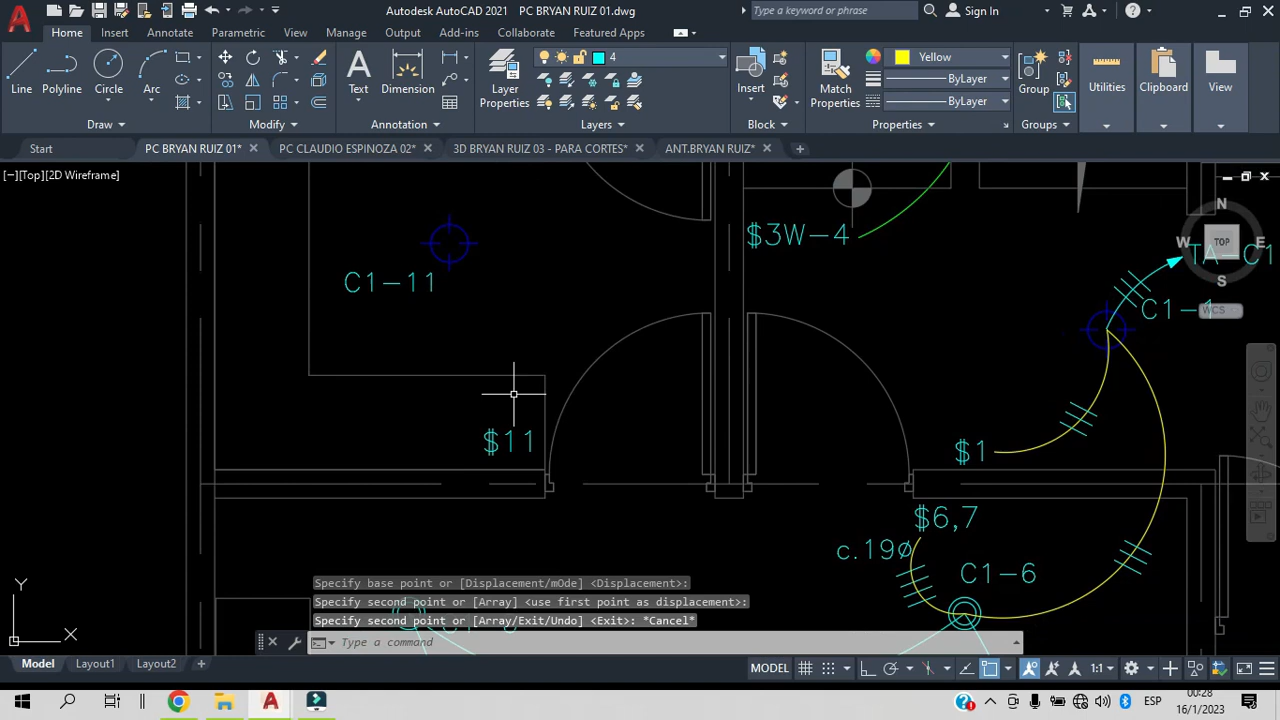 Autodesk AutoCAD 2021 PC BRYAN RUIZ 01.dwg
Type a keyword or phrase
Sign In
Home Insert Annotate Parametric View Manage Output Add-ins Collaborate Featured Apps
Line Polyline Circle Arc
Text Dimension
Layer Properties
4
Insert
Match Properties
Yellow
ByLayer
ByLayer
Group
Utilities Clipboard View
Draw Modify Annotation Layers Block Properties Groups
Start PC BRYAN RUIZ 01* PC CLAUDIO ESPINOZA 02* 3D BRYAN RUIZ 03 - PARA CORTES* ANT.BRYAN RUIZ*
[−][Top][2D Wireframe]
N
W TOP E
S
WCS
$3W-4
TA-C1
C1-11
C1-1
$11
$1
$6,7
c.19ø
C1-6
Specify base point or [Displacement/mOde] <Displacement>:
Specify second point or [Array] <use first point as displacement>:
Specify second point or [Array/Exit/Undo] <Exit>: *Cancel*
Type a command
Y
X
Model Layout1 Layout2
MODEL
1:1
ESP
00:28
16/1/2023